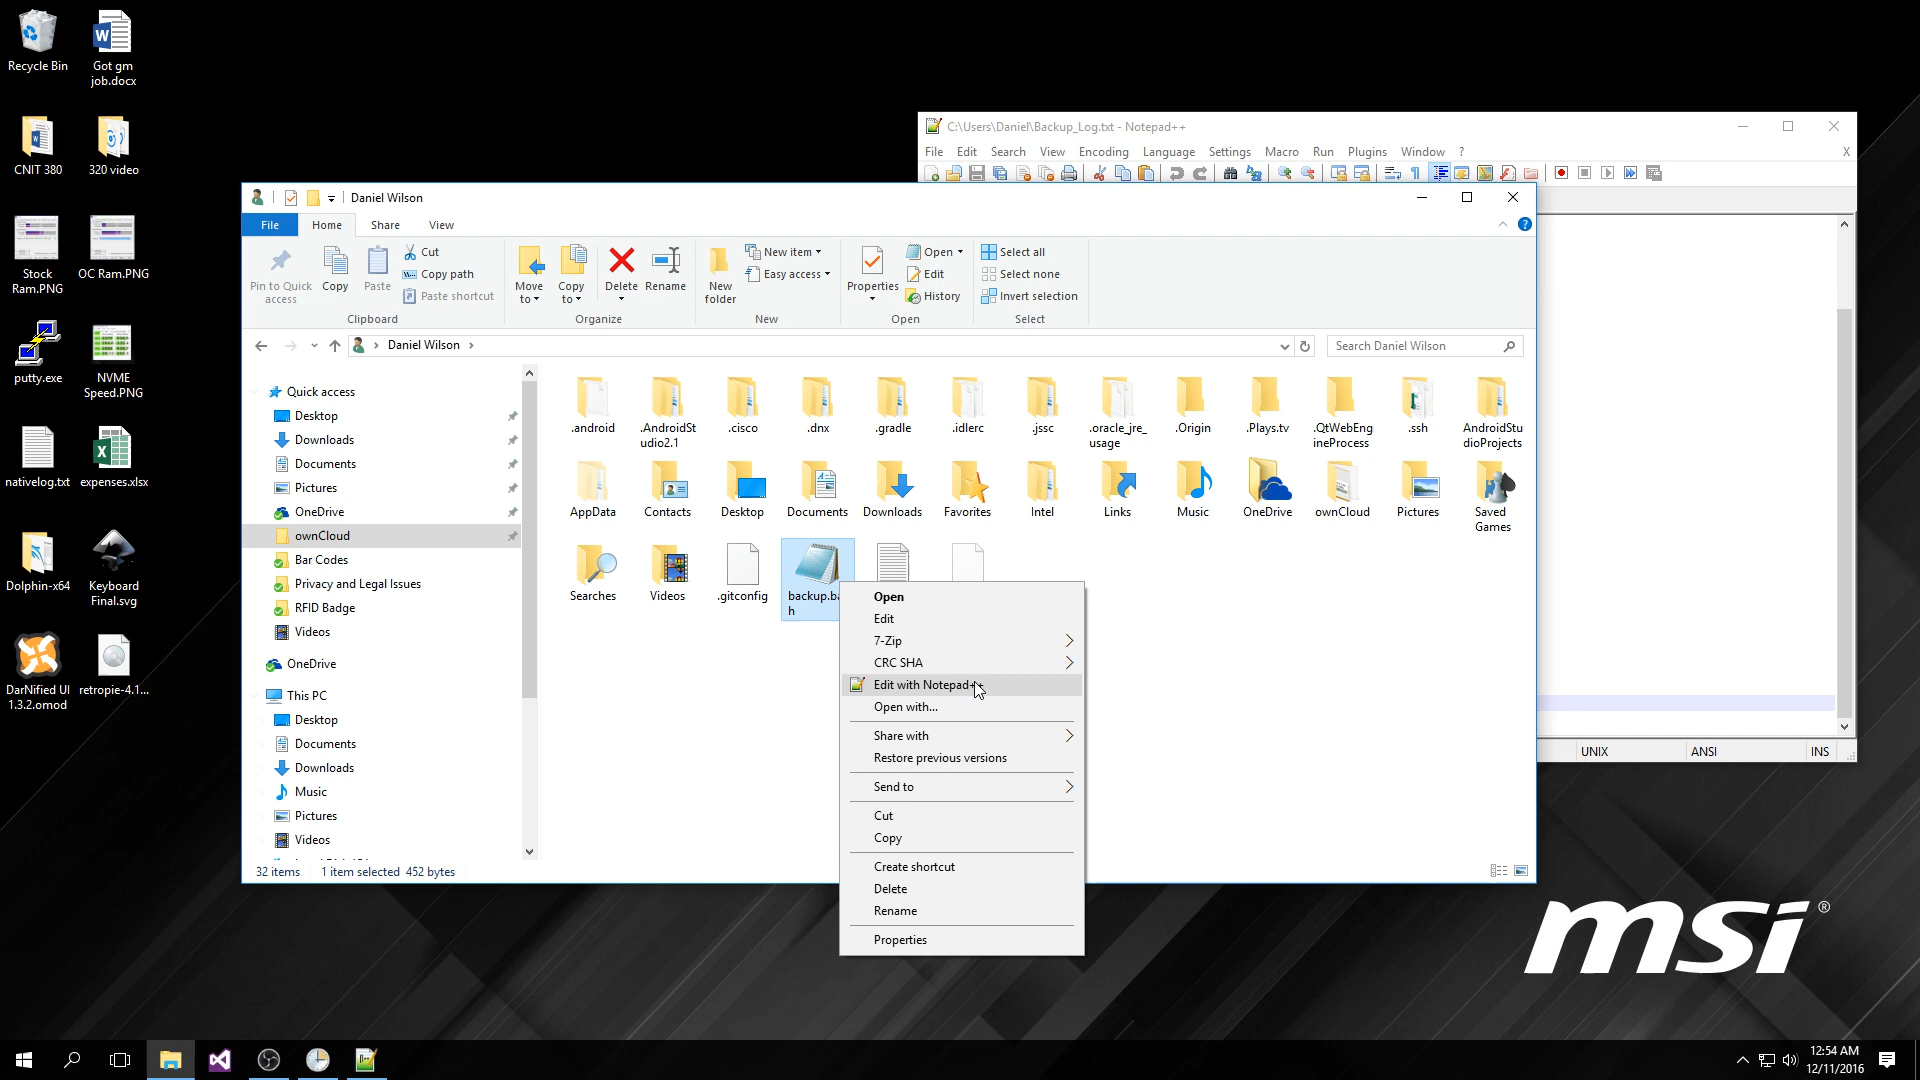 Recycle Bin
Got gm
job.docx
CNIT 380
320 video
Stock
Ram.PNG
OC Ram.PNG
putty.exe
NVME
Speed.PNG
nativelog.txt
expenses.xlsx
Dolphin-x64
Keyboard
Final.svg
DarNified UI
1.3.2.omod
retropie-4.1...
C:\Users\Daniel\Backup_Log.txt - Notepad++
File Edit Search View Encoding Language Settings Macro Run Plugins Window ?
X
Daniel Wilson
File Home Share View
Pin to Quick
access
Copy
Paste
Cut
Copy path
Paste shortcut
Clipboard
Move
to
Copy
to
Delete
Rename
Organize
New
folder
New item
Easy access
New
Properties
Open
Edit
History
Open
Select all
Select none
Invert selection
Select
Daniel Wilson
Search Daniel Wilson
Quick access
Desktop
Downloads
Documents
Pictures
OneDrive
ownCloud
Bar Codes
Privacy and Legal Issues
RFID Badge
Videos
OneDrive
This PC
Desktop
Documents
Downloads
Music
Pictures
Videos
.android
.AndroidSt
udio2.1
.cisco
.dnx
.gradle
.idlerc
.jssc
.oracle_jre_
usage
.Origin
.Plays.tv
.QtWebEng
ineProcess
.ssh
AndroidStu
dioProjects
AppData
Contacts
Desktop
Documents
Downloads
Favorites
Intel
Links
Music
OneDrive
ownCloud
Pictures
Saved
Games
Searches
Videos
.gitconfig
backup.ba
h
Open
Edit
7-Zip
CRC SHA
Edit with Notepad++
Open with...
Share with
Restore previous versions
Send to
Cut
Copy
Create shortcut
Delete
Rename
Properties
32 items 1 item selected 452 bytes
UNIX ANSI INS
msi ®
12:54 AM
12/11/2016